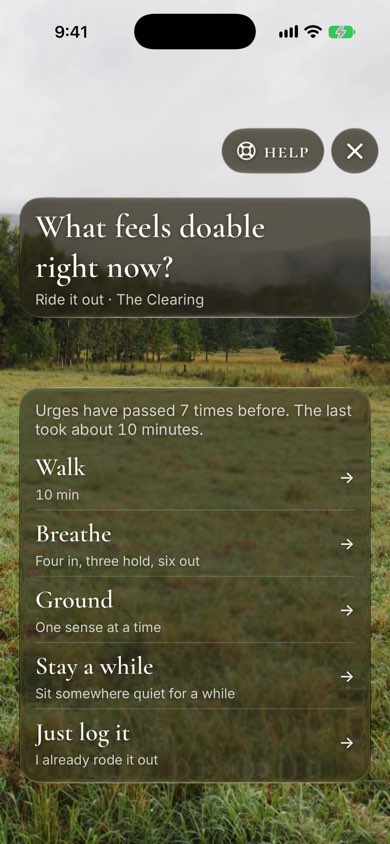 9:41
HELP
What feels doable
right now?
Ride it out · The Clearing
Urges have passed 7 times before. The last
took about 10 minutes.
Walk
10 min
Breathe
Four in, three hold, six out
Ground
One sense at a time
Stay a while
Sit somewhere quiet for a while
Just log it
I already rode it out